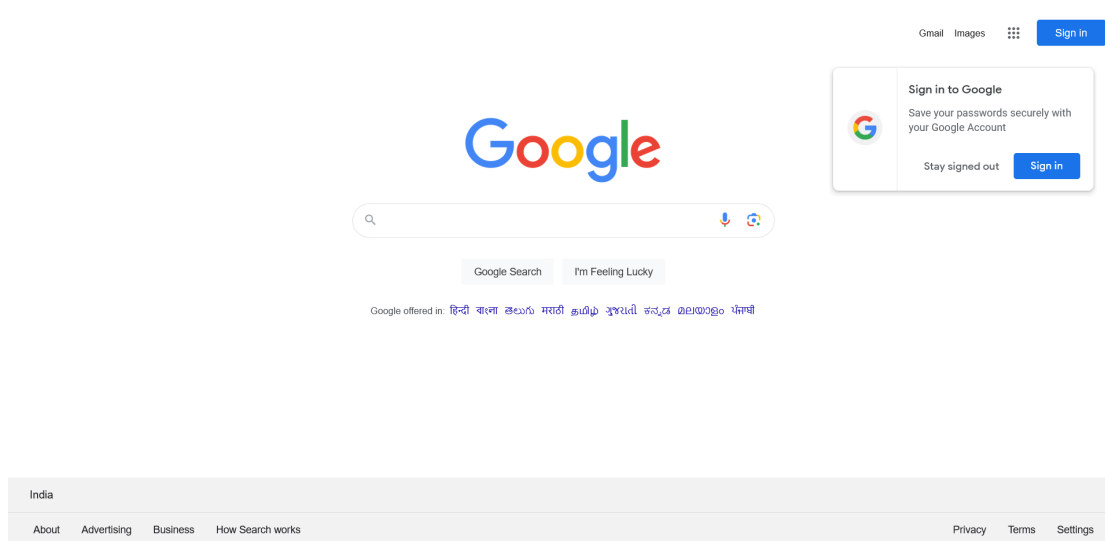 Gmail Images Sign in
Sign in to Google
Save your passwords securely with
your Google Account
Stay signed out Sign in
Google
Google Search I'm Feeling Lucky
Google offered in: हिन्दी বাংলা తెలుగు मराठी தமிழ் ગુજરાતી ಕನ್ನಡ മലയാളം ਪੰਜਾਬੀ
India
About Advertising Business How Search works Privacy Terms Settings